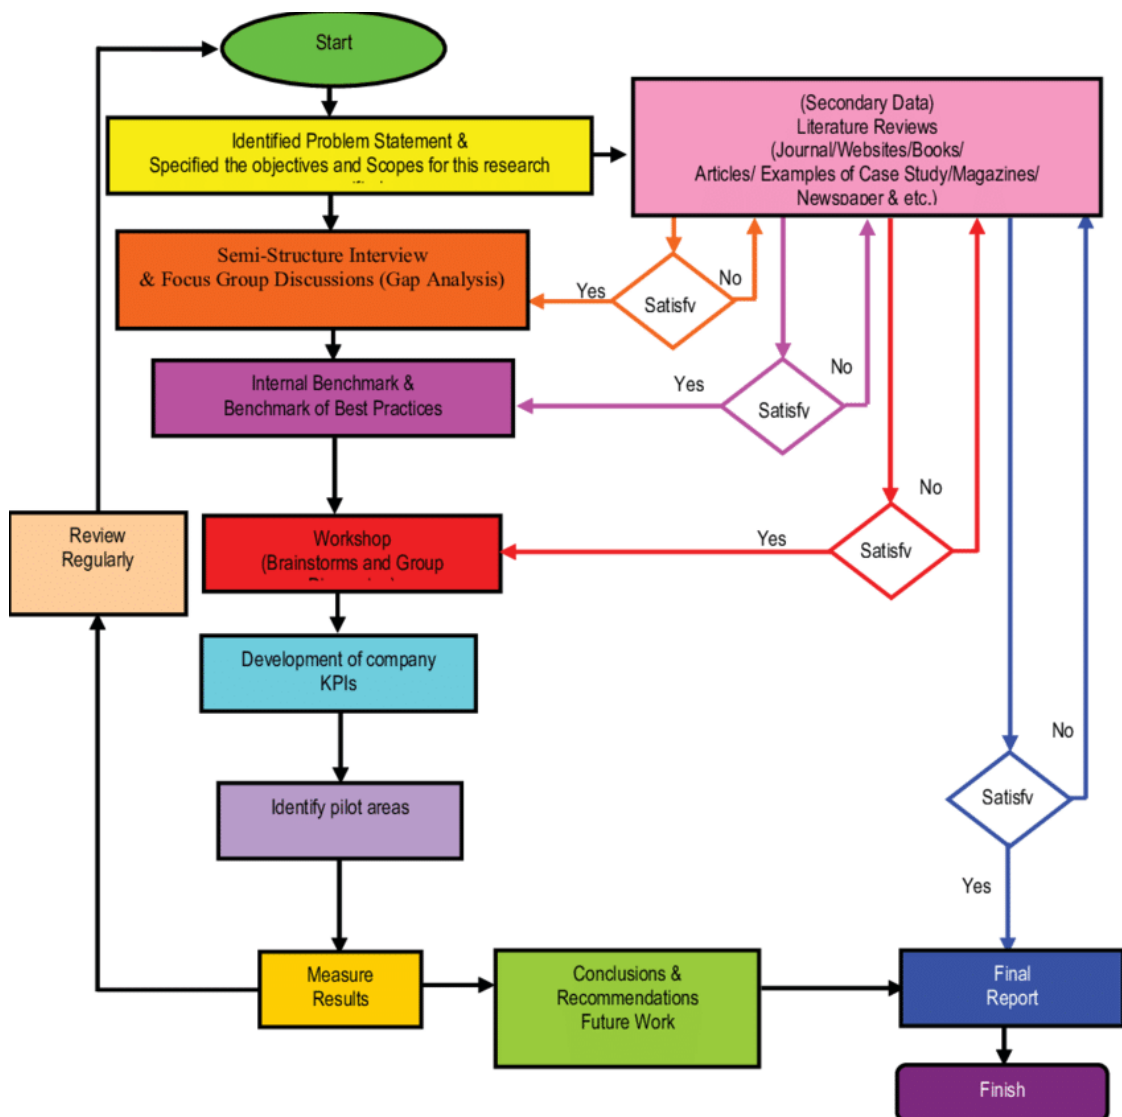 Start
Identified Problem Statement &
Specified the objectives and Scopes for this research
(Secondary Data)
Literature Reviews
(Journal/Websites/Books/
Articles/ Examples of Case Study/Magazines/
Newspaper & etc.)
Semi-Structure Interview
& Focus Group Discussions (Gap Analysis)
Yes
Satisfy
No
Internal Benchmark &
Benchmark of Best Practices
Yes
Satisfy
No
Review
Regularly
Workshop
(Brainstorms and Group
Yes
Satisfy
No
Development of company
KPIs
Identify pilot areas
Satisfy
No
Yes
Measure
Results
Conclusions &
Recommendations
Future Work
Final
Report
Finish